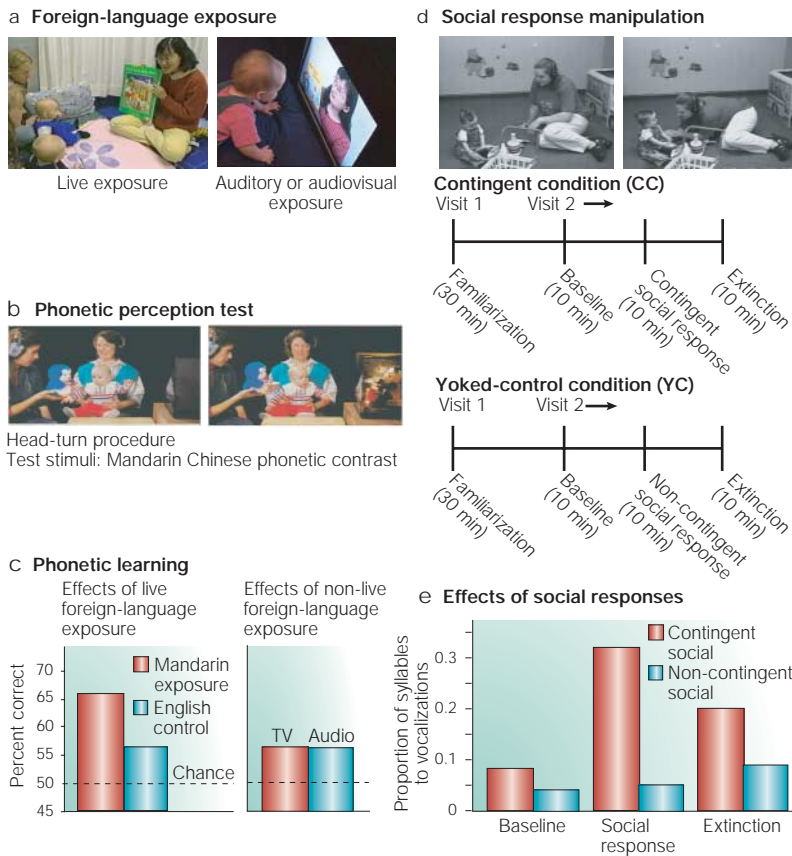 a Foreign-language exposure
Live exposure
Auditory or audiovisual
exposure
b Phonetic perception test
Head-turn procedure
Test stimuli: Mandarin Chinese phonetic contrast
c Phonetic learning
Effects of live
foreign-language
exposure
Percent correct
70
65
60
55
50
45
Mandarin
exposure
English
control
Chance
Effects of non-live
foreign-language
exposure
TV Audio
d Social response manipulation
Contingent condition (CC)
Visit 1 Visit 2
Familiarization
(30 min)
Baseline
(10 min)
Contingent
social response
(10 min)
Extinction
(10 min)
Yoked-control condition (YC)
Visit 1 Visit 2
Familiarization
(30 min)
Baseline
(10 min)
Non-contingent
social response
(10 min)
Extinction
(10 min)
e Effects of social responses
Proportion of syllables
to vocalizations
0.3
0.2
0.1
0
Contingent
social
Non-contingent
social
Baseline
Social
response
Extinction